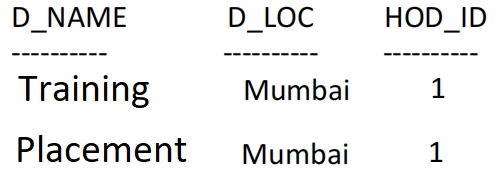 D_NAME D_LOC HOD_ID
---------- ---------- ----------
Training Mumbai 1
Placement Mumbai 1